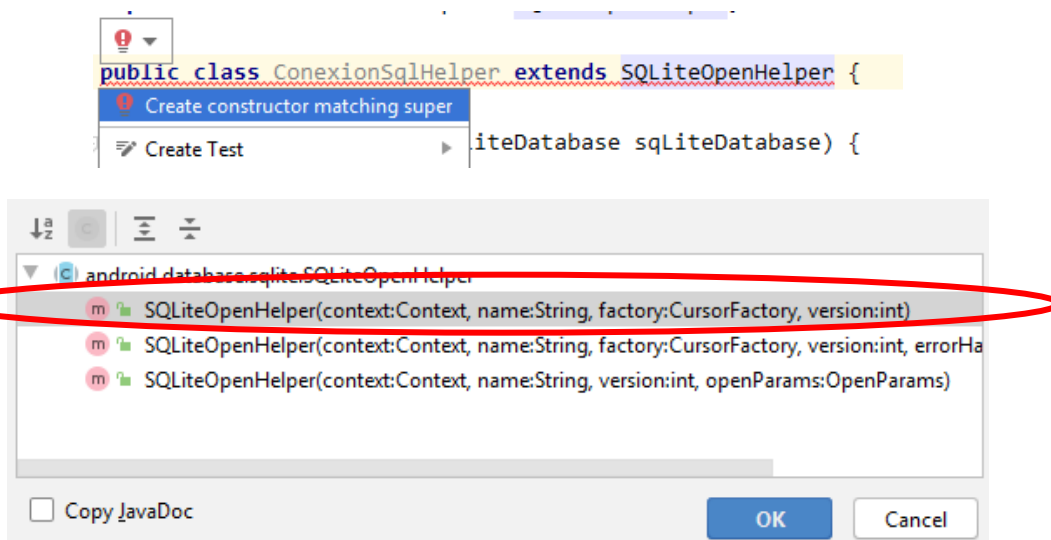 public class ConexionSqlHelper extends SQLiteOpenHelper {
Create constructor matching super
Create Test
iteDatabase sqLiteDatabase) {
android.database.sqlite.SQLiteOpenHelper
SQLiteOpenHelper(context:Context, name:String, factory:CursorFactory, version:int)
SQLiteOpenHelper(context:Context, name:String, factory:CursorFactory, version:int, errorHa
SQLiteOpenHelper(context:Context, name:String, version:int, openParams:OpenParams)
Copy JavaDoc
OK
Cancel